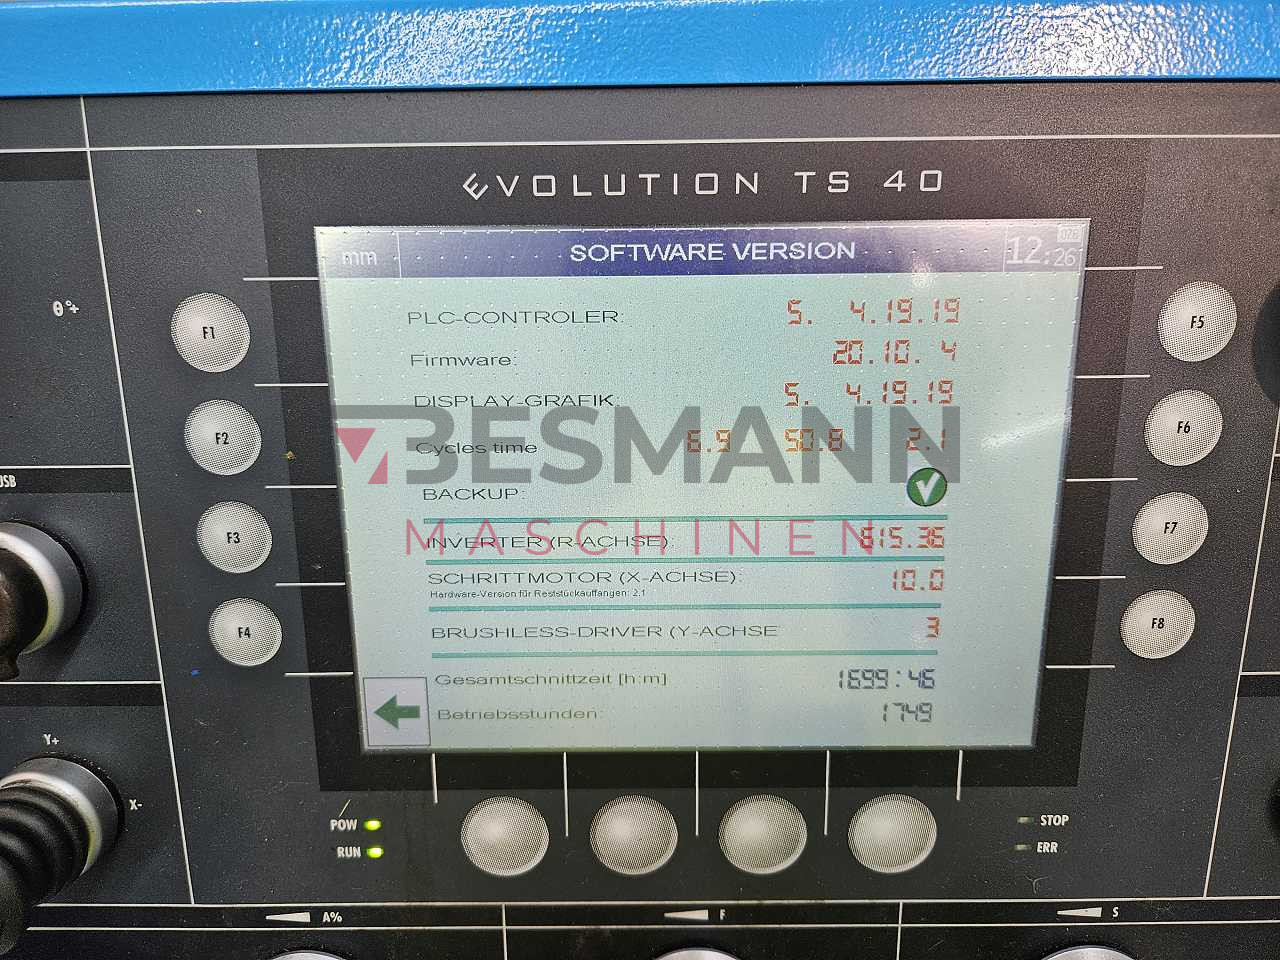 EVOLUTION TS 40
mm SOFTWARE VERSION 12:26 076
PLC-CONTROLER: 5. 4.19.19
Firmware: 20.10. 4
DISPLAY-GRAFIK: 5. 4.19.19
BESMANN
Cycles time 6.9 50.8 2.1
BACKUP:
MASCHINEN
INVERTER (R-ACHSE): 615.36
SCHRITTMOTOR (X-ACHSE): 10.0
Hardware-Version für Reststückauffangen: 2.1
BRUSHLESS-DRIVER (Y-ACHSE 3
Gesamtschnittzeit [h:m] 1699:46
Betriebsstunden: 1749
θ°+
F1
F2
F3
F4
F5
F6
F7
F8
USB
Y+
X-
POW
RUN
STOP
ERR
A%
F
S